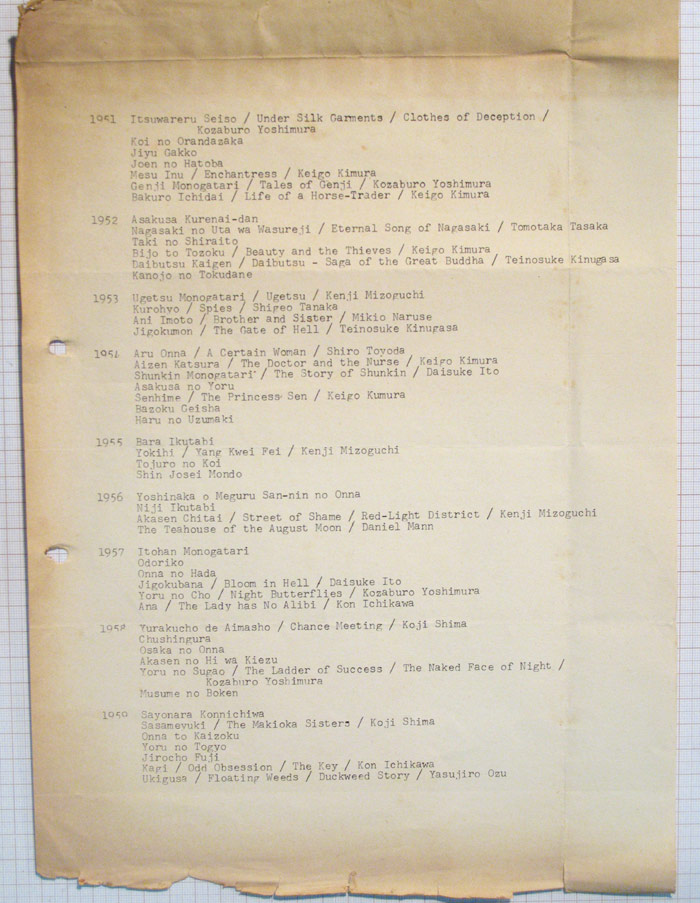 1951 Itsuwareru Seiso / Under Silk Garments / Clothes of Deception /
Kozaburo Yoshimura
Koi no Orandazaka
Jiyu Gakko
Joen no Hatoba
Mesu Inu / Enchantress / Keigo Kimura
Genji Monogatari / Tales of Genji / Kozaburo Yoshimura
Bakuro Ichidai / Life of a Horse-Trader / Keigo Kimura
1952 Asakusa Kurenai-dan
Nagasaki no Uta wa Wasureji / Eternal Song of Nagasaki / Tomotaka Tasaka
Taki no Shiraito
Bijo to Tozoku / Beauty and the Thieves / Keigo Kimura
Daibutsu Kaigen / Daibutsu - Saga of the Great Buddha / Teinosuke Kinugasa
Kanojo no Tokudane
1953 Ugetsu Monogatari / Ugetsu / Kenji Mizoguchi
Kurohyo / Spies / Shigeo Tanaka
Ani Imoto / Brother and Sister / Mikio Naruse
Jigokumon / The Gate of Hell / Teinosuke Kinugasa
1954 Aru Onna / A Certain Woman / Shiro Toyoda
Aizen Katsura / The Doctor and the Nurse / Keigo Kimura
Shunkin Monogatari / The Story of Shunkin / Daisuke Ito
Asakusa no Yoru
Senhime / The Princess Sen / Keigo Kumura
Bazoku Geisha
Haru no Uzumaki
1955 Bara Ikutabi
Yokihi / Yang Kwei Fei / Kenji Mizoguchi
Tojuro no Koi
Shin Josei Mondo
1956 Yoshinaka o Meguru San-nin no Onna
Niji Ikutabi
Akasen Chitai / Street of Shame / Red-Light District / Kenji Mizoguchi
The Teahouse of the August Moon / Daniel Mann
1957 Itohan Monogatari
Odoriko
Onna no Hada
Jigokubana / Bloom in Hell / Daisuke Ito
Yoru no Cho / Night Butterflies / Kozaburo Yoshimura
Ana / The Lady has No Alibi / Kon Ichikawa
1958 Yurakucho de Aimasho / Chance Meeting / Koji Shima
Chushingura
Osaka no Onna
Akasen no Hi wa Kiezu
Yoru no Sugao / The Ladder of Success / The Naked Face of Night /
Kozaburo Yoshimura
Musume no Boken
1959 Sayonara Konnichiwa
Sasameyuki / The Makioka Sisters / Koji Shima
Onna to Kaizoku
Yoru no Togyo
Jirocho Fuji
Kagi / Odd Obsession / The Key / Kon Ichikawa
Ukigusa / Floating Weeds / Duckweed Story / Yasujiro Ozu